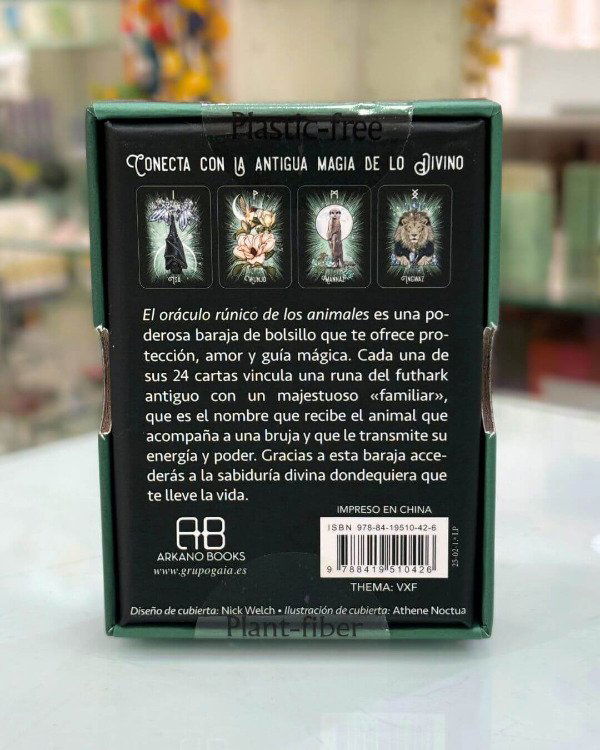 Plastic-free
CONECTA CON LA ANTIGUA MAGIA DE LO DIVINO
ISA
WUNJO
MANNAZ
INGWAZ
El oráculo rúnico de los animales es una po-
derosa baraja de bolsillo que te ofrece pro-
tección, amor y guía mágica. Cada una de
sus 24 cartas vincula una runa del futhark
antiguo con un majestuoso «familiar»,
que es el nombre que recibe el animal que
acompaña a una bruja y que le transmite su
energía y poder. Gracias a esta baraja acce-
derás a la sabiduría divina dondequiera que
te lleve la vida.
IMPRESO EN CHINA
ISBN 978-84-19510-42-6
AB
ARKANO BOOKS
www.grupogaia.es
9 788419 510426
THEMA: VXF
Diseño de cubierta: Nick Welch • Ilustración de cubierta: Athene Noctua
Plant-fiber